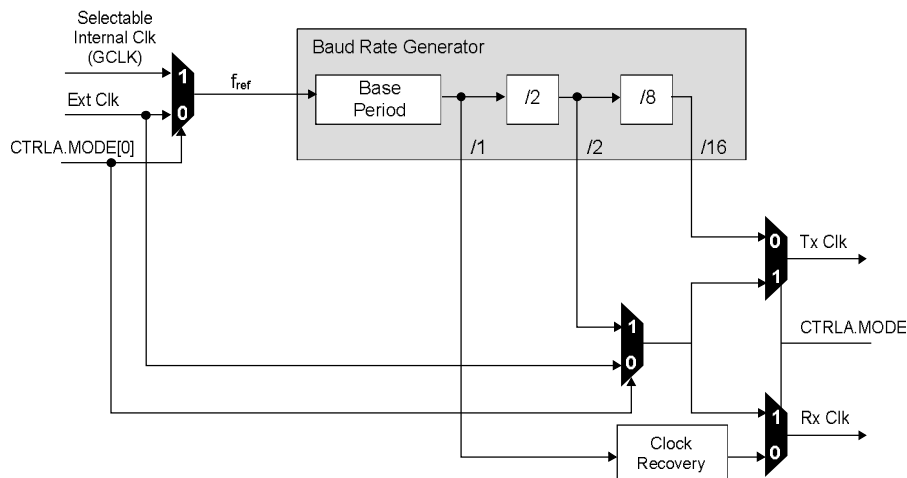 Selectable
Internal Clk
(GCLK)
Ext Clk
CTRLA.MODE[0]
1
0
fref
Baud Rate Generator
Base
Period
/2
/8
/1
/2
/16
0
1
Tx Clk
1
0
CTRLA.MODE
1
0
Rx Clk
Clock
Recovery